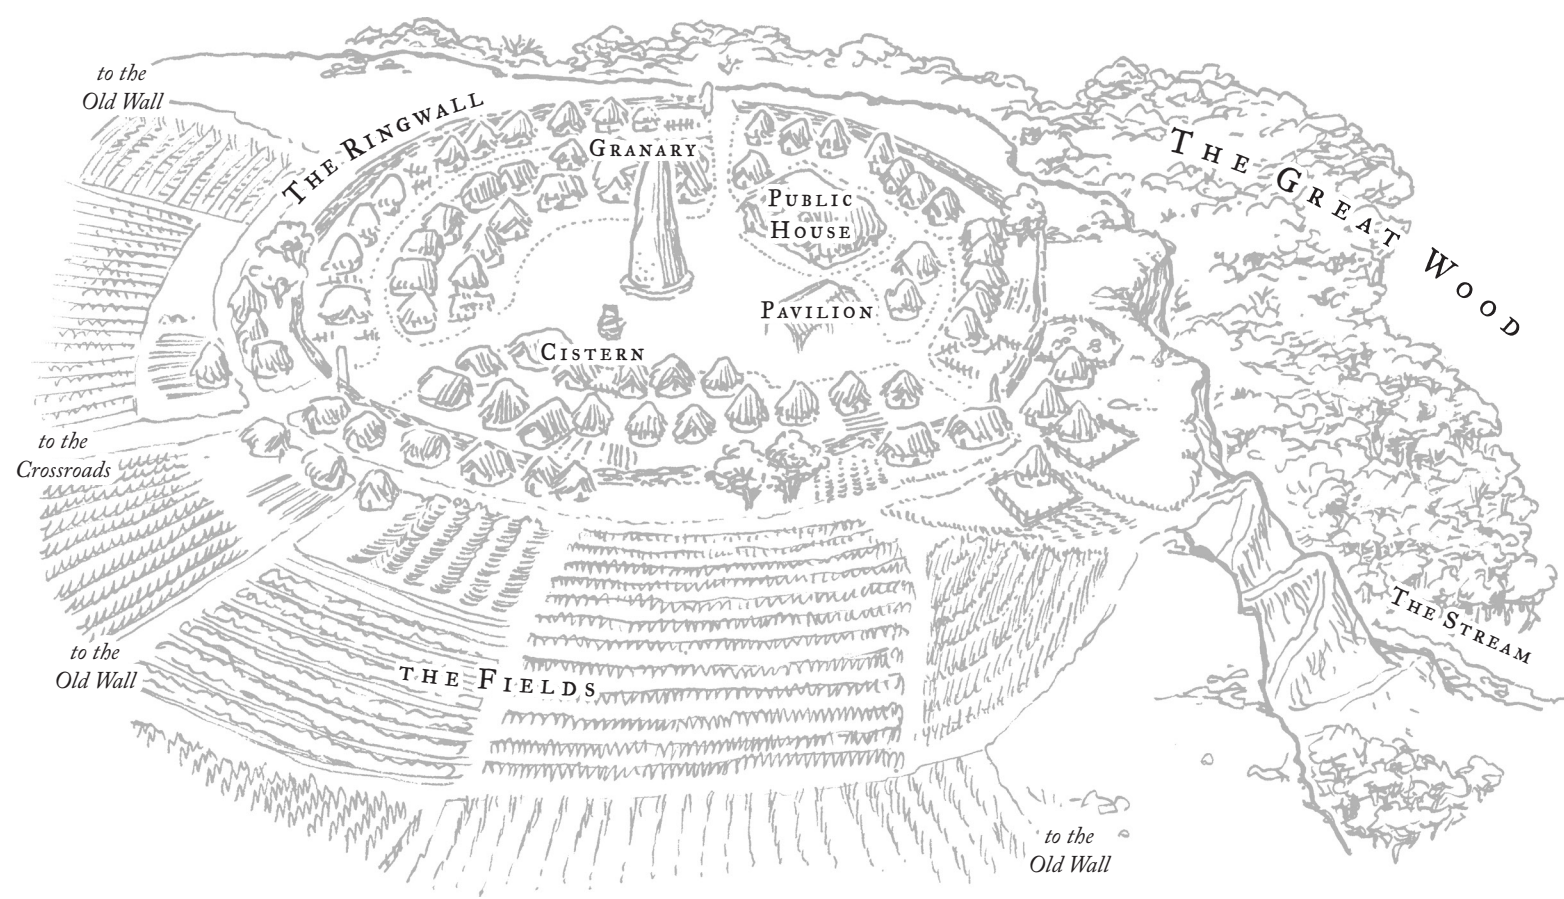 to the
Old Wall
The Ringwall
Granary
The Great Wood
Public
House
Pavilion
Cistern
to the
Crossroads
The Stream
to the
Old Wall
the Fields
to the
Old Wall